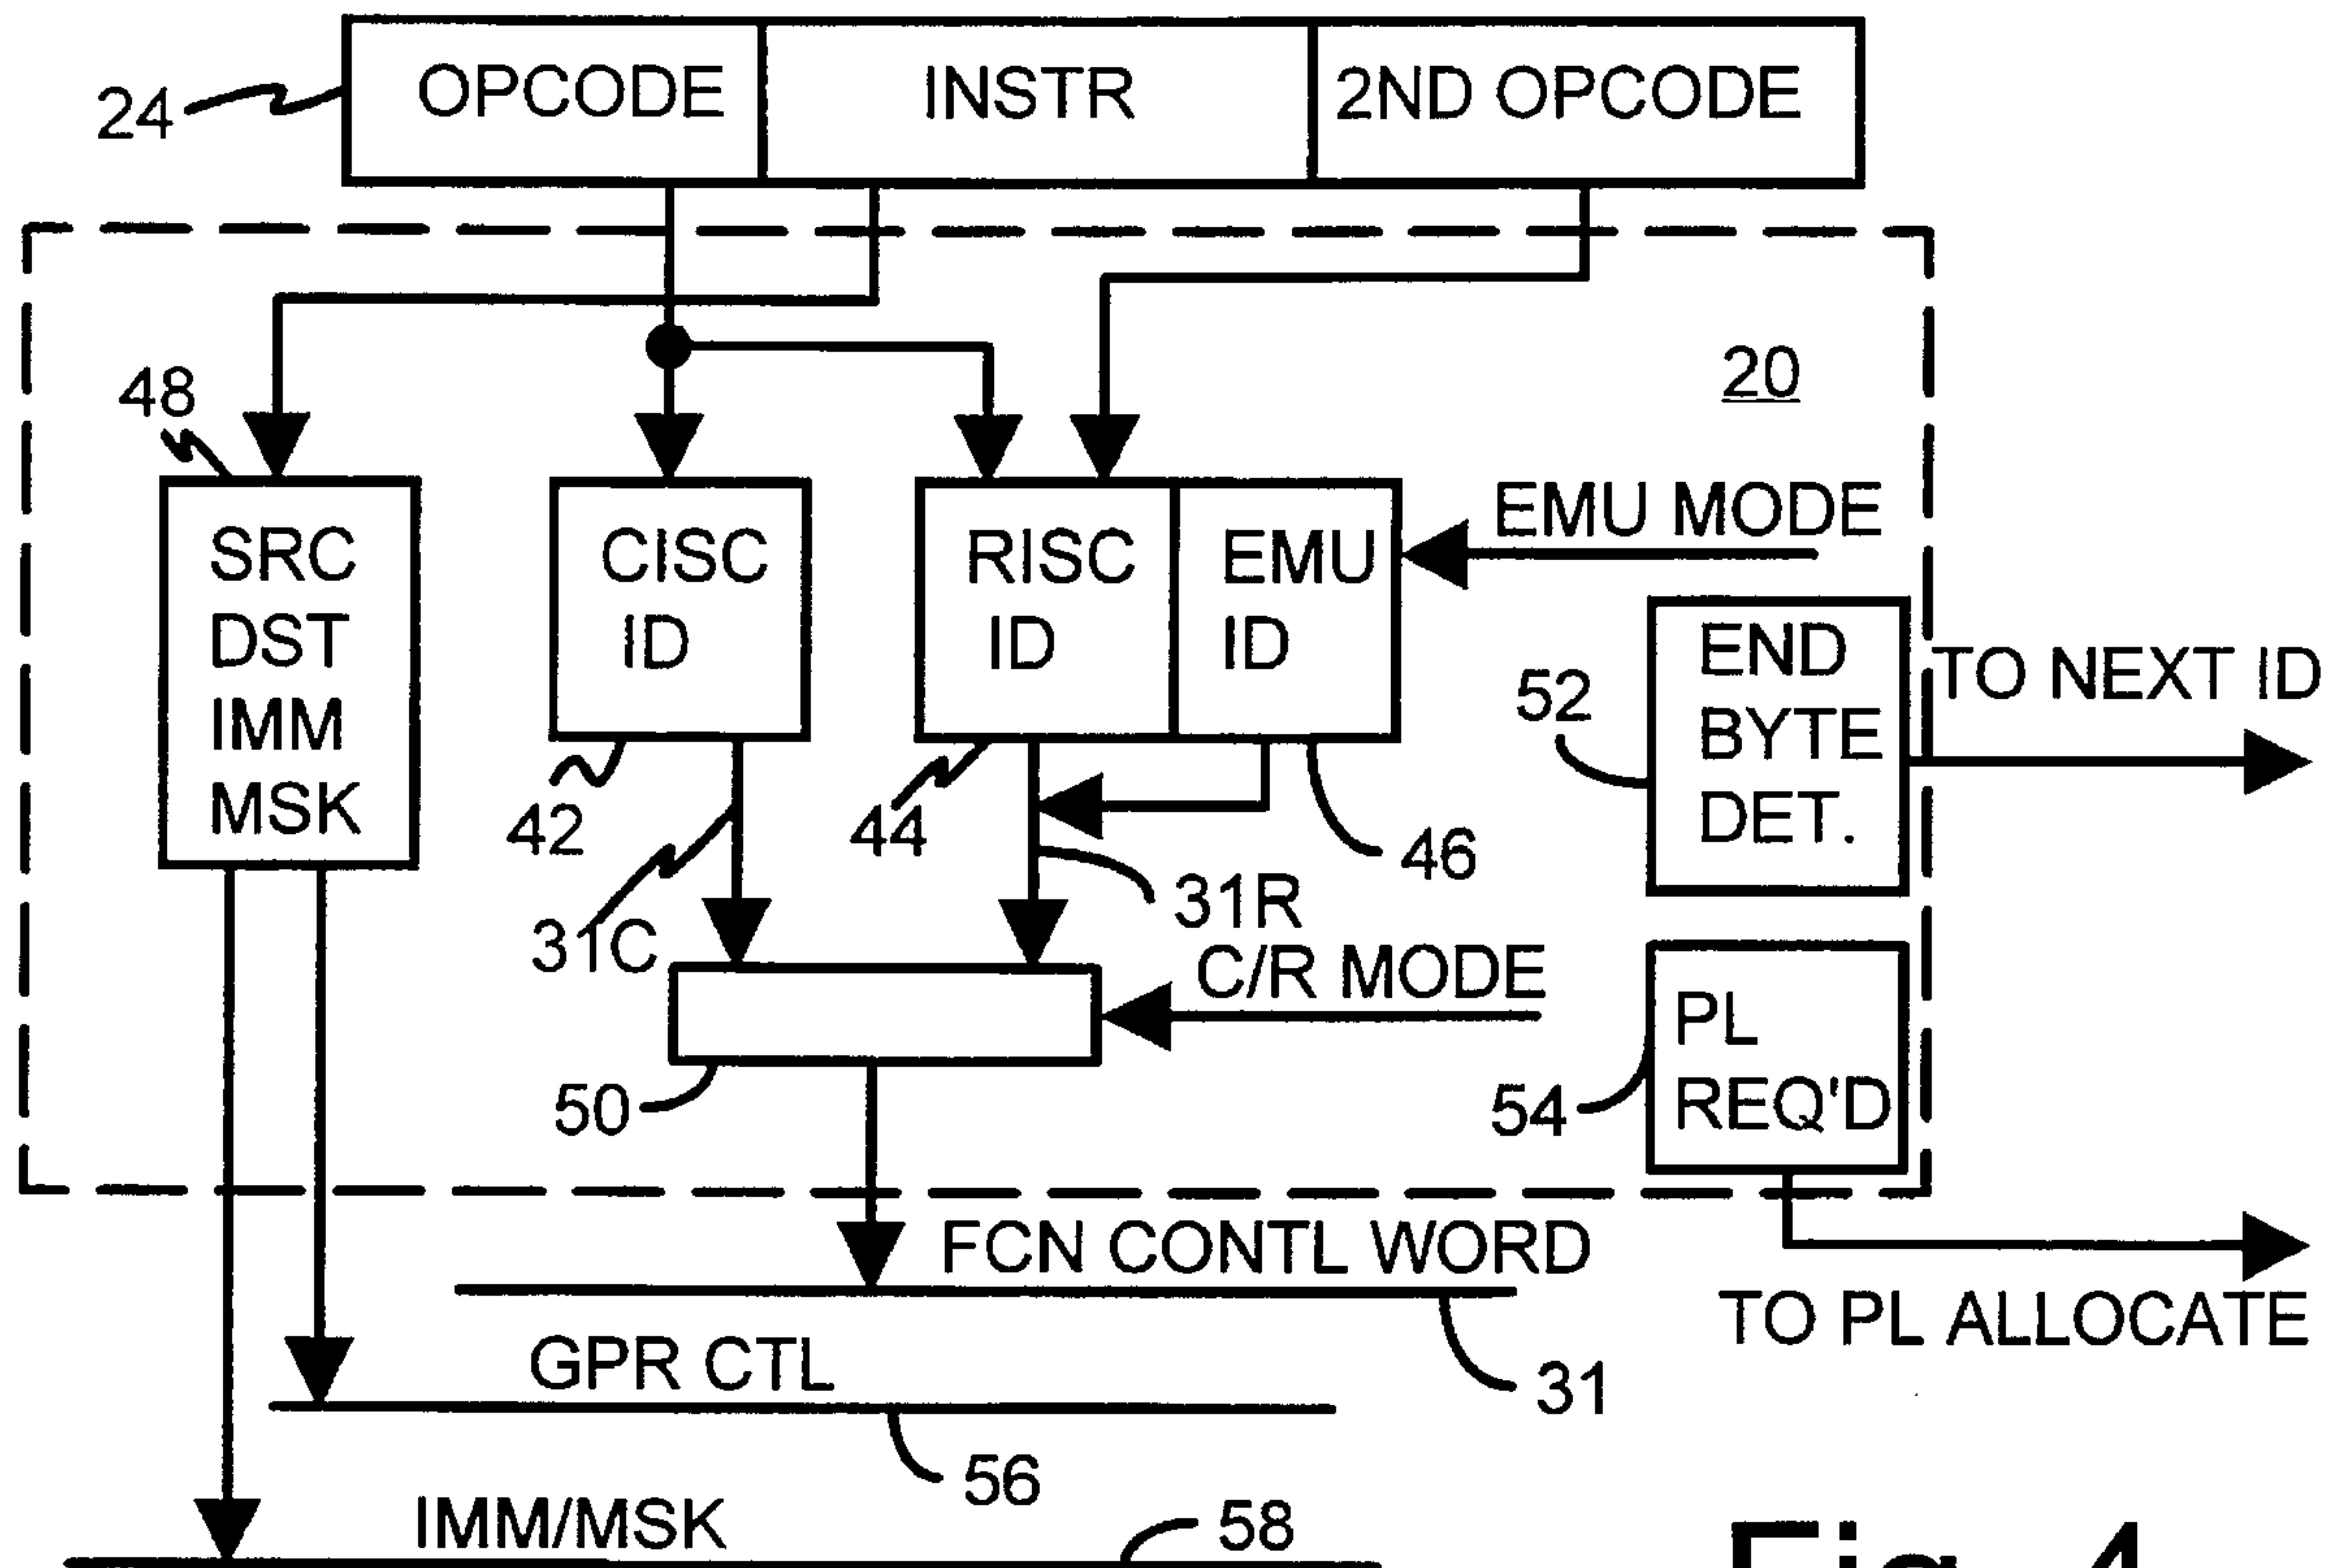 OPCODE INSTR 2ND OPCODE
24
20
48
SRC
DST
IMM
MSK
CISC
ID
RISC
ID
EMU
ID
EMU MODE
END
BYTE
DET.
TO NEXT ID
52
42
44
46
31C
31R
C/R MODE
50
PL
REQ'D
54
FCN CONTL WORD
TO PL ALLOCATE
GPR CTL
31
56
IMM/MSK
58
Fig. 4